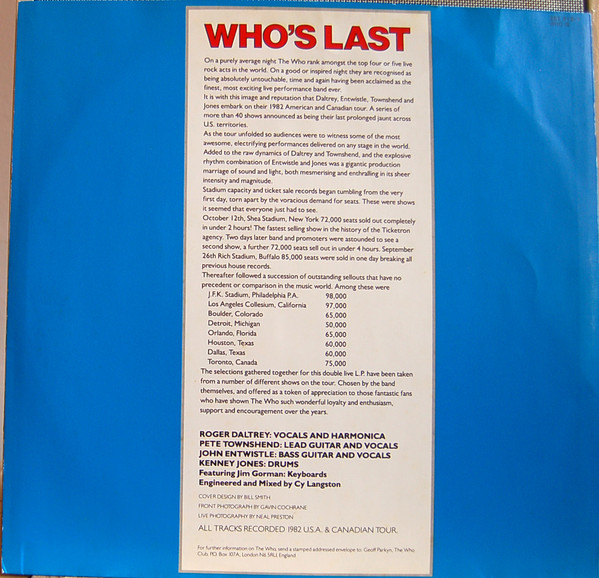 WHO'S LAST
On a purely average night The Who rank amongst the top four or five live
rock acts in the world. On a good or inspired night they are recognised as
being absolutely untouchable, time and again having been acclaimed as the
finest, most exciting live performance band ever.
It is with this image and reputation that Daltrey, Entwistle, Townshend and
Jones embark on their 1982 American and Canadian tour. A series of
more than 40 shows announced as being their last prolonged jaunt across
U.S. territories.
As the tour unfolded so audiences were to witness some of the most
awesome, electrifying performances delivered on any stage in the world.
Added to the raw dynamics of Daltrey and Townshend, and the explosive
rhythm combination of Entwistle and Jones was a gigantic production
marriage of sound and light, both mesmerising and enthralling in its sheer
intensity and magnitude.
Stadium capacity and ticket sale records began tumbling from the very
first day, torn apart by the voracious demand for seats. These were shows
it seemed that everyone just had to see.
October 12th, Shea Stadium, New York 72,000 seats sold out completely
in under 2 hours! The fastest selling show in the history of the Ticketron
agency. Two days later band and promoters were astounded to see a
second show, a further 72,000 seats sell out in under 4 hours. September
26th Rich Stadium, Buffalo 85,000 seats were sold in one day breaking all
previous house records.
Thereafter followed a succession of outstanding sellouts that have no
precedent or comparison in the music world. Among these were
J.F.K. Stadium, Philadelphia P.A. 98,000
Los Angeles Collesium, California 97,000
Boulder, Colorado 65,000
Detroit, Michigan 50,000
Orlando, Florida 65,000
Houston, Texas 60,000
Dallas, Texas 60,000
Toronto, Canada 75,000
The selections gathered together for this double live L.P. have been taken
from a number of different shows on the tour. Chosen by the band
themselves, and offered as a token of appreciation to those fantastic fans
who have shown The Who such wonderful loyalty and enthusiasm,
support and encouragement over the years.
ROGER DALTREY: VOCALS AND HARMONICA
PETE TOWNSHEND: LEAD GUITAR AND VOCALS
JOHN ENTWISTLE: BASS GUITAR AND VOCALS
KENNEY JONES: DRUMS
Featuring Jim Gorman: Keyboards
Engineered and Mixed by Cy Langston
COVER DESIGN BY BILL SMITH
FRONT PHOTOGRAPH BY GAVIN COCHRANE
LIVE PHOTOGRAPHY BY NEAL PRESTON
ALL TRACKS RECORDED 1982 U.S.A. & CANADIAN TOUR.
For further information on The Who, send a stamped addressed envelope to: Geoff Parkyn, The Who
Club, P.O. Box 107A, London N6 5RU, England